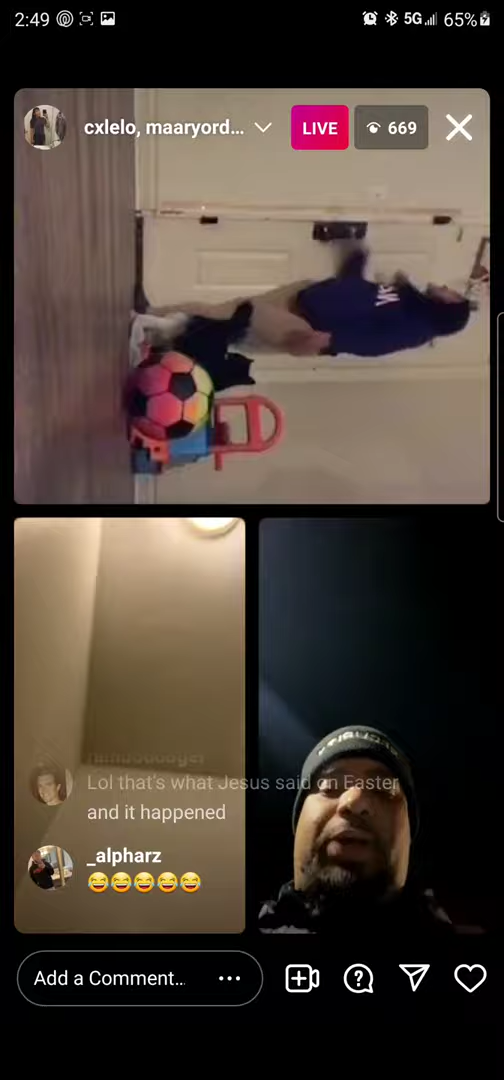 2:49 5G 65%
cxlelo, maaryord... LIVE 669
Lol that's what Jesus said on Easter
and it happened
_alpharz
😂😂😂😂😂
Add a Comment...